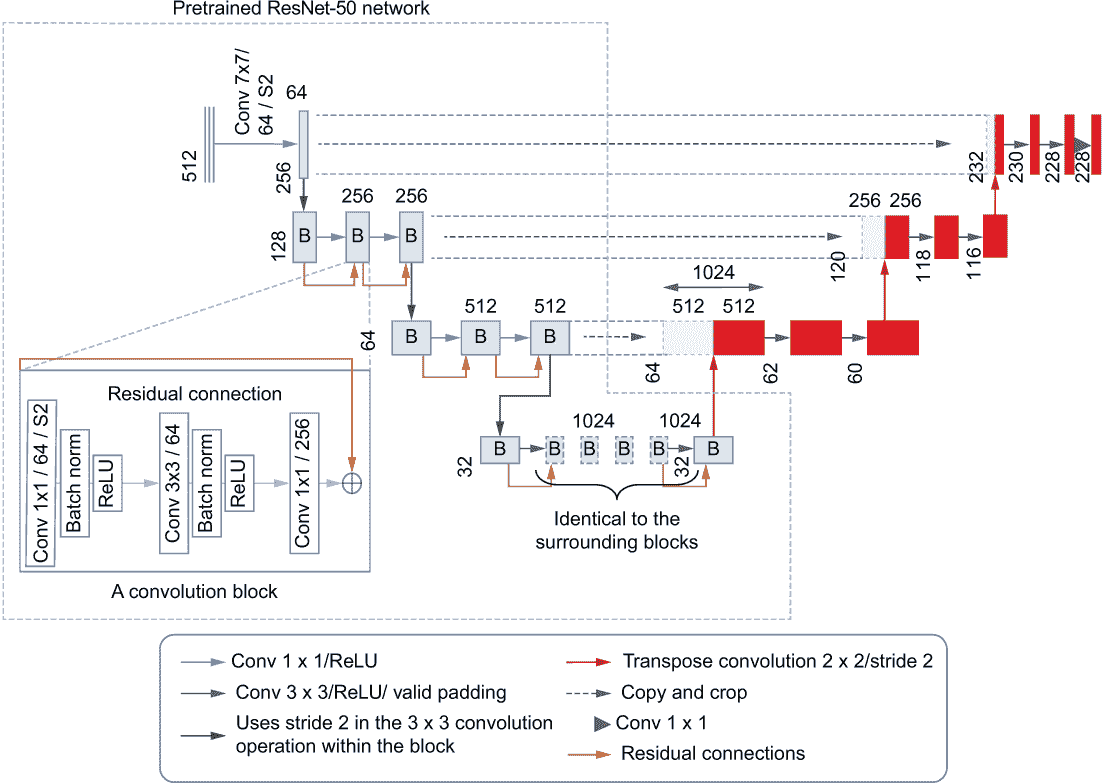 Pretrained ResNet-50 network
Conv 7x7/
64 / S2
64
512
256
232
230
228
228
256
256
256
256
B
B
B
128
120
118
116
1024
512
512
512
512
B
B
B
64
64
62
60
Residual connection
Conv 1x1 / 64 / S2
Batch norm
ReLU
Conv 3x3 / 64
Batch norm
ReLU
Conv 1x1 / 256
1024
1024
B
B
B
B
B
B
32
32
Identical to the
surrounding blocks
A convolution block
Conv 1 x 1/ReLU
Conv 3 x 3/ReLU/ valid padding
Uses stride 2 in the 3 x 3 convolution
operation within the block
Transpose convolution 2 x 2/stride 2
Copy and crop
Conv 1 x 1
Residual connections